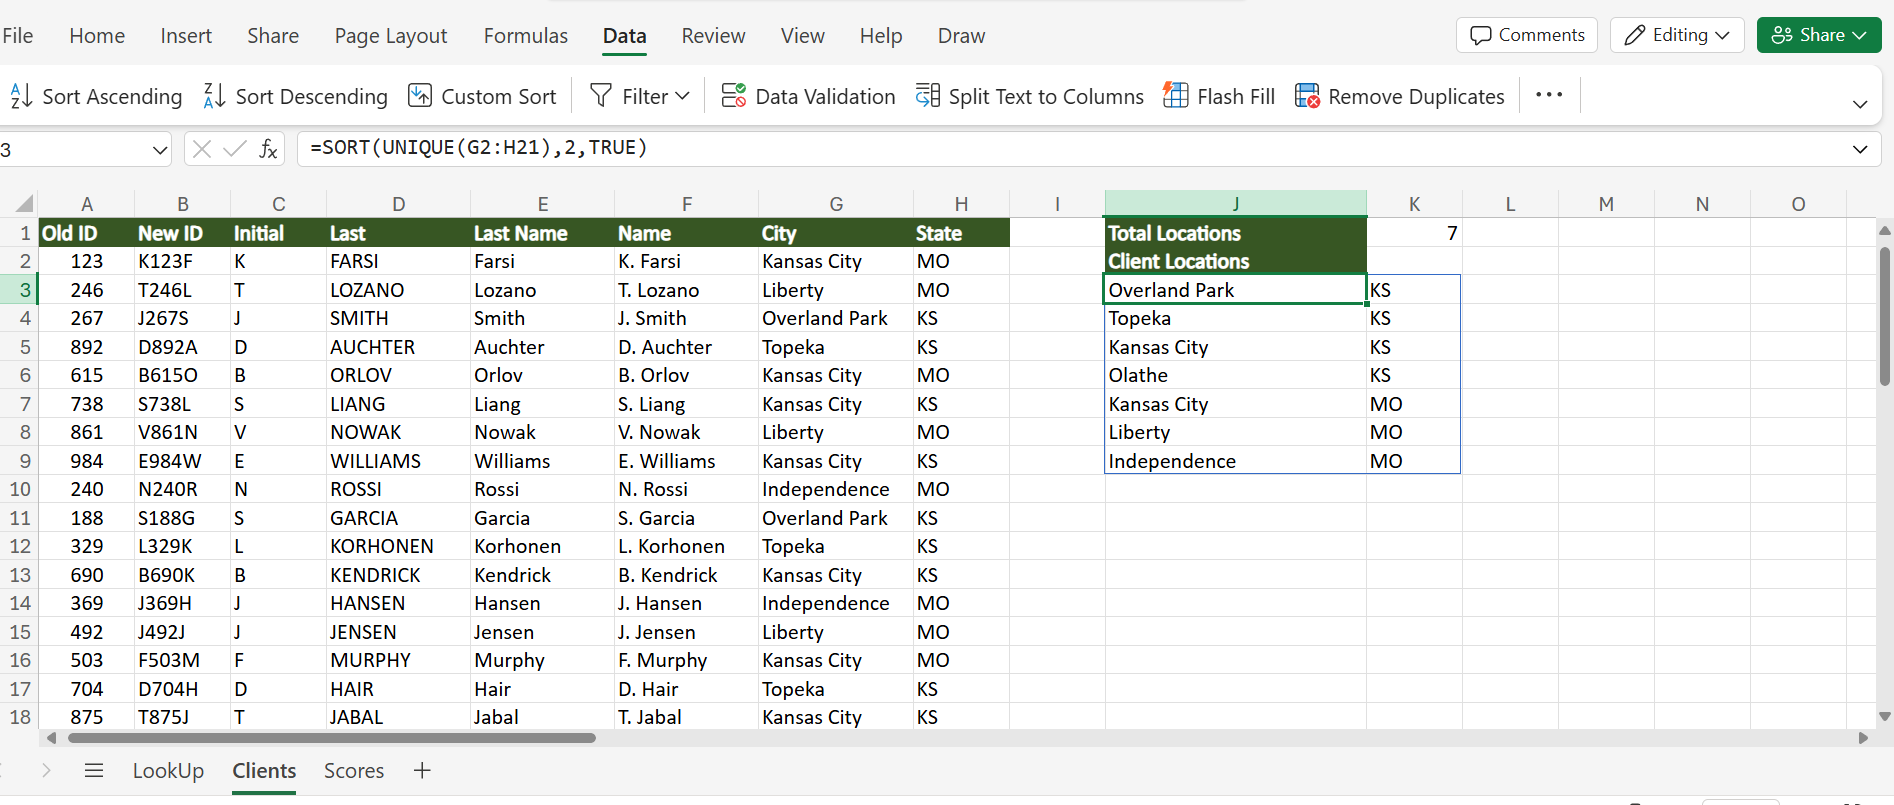 File Home Insert Share Page Layout Formulas Data Review View Help Draw Comments Editing Share
Sort Ascending Sort Descending Custom Sort Filter Data Validation Split Text to Columns Flash Fill Remove Duplicates
3 fx =SORT(UNIQUE(G2:H21),2,TRUE)
A B C D E F G H I J K L M N O
1 Old ID New ID Initial Last Last Name Name City State Total Locations 7
2 123 K123F K FARSI Farsi K. Farsi Kansas City MO Client Locations
3 246 T246L T LOZANO Lozano T. Lozano Liberty MO Overland Park KS
4 267 J267S J SMITH Smith J. Smith Overland Park KS Topeka KS
5 892 D892A D AUCHTER Auchter D. Auchter Topeka KS Kansas City KS
6 615 B615O B ORLOV Orlov B. Orlov Kansas City MO Olathe KS
7 738 S738L S LIANG Liang S. Liang Kansas City KS Kansas City MO
8 861 V861N V NOWAK Nowak V. Nowak Liberty MO Liberty MO
9 984 E984W E WILLIAMS Williams E. Williams Kansas City KS Independence MO
10 240 N240R N ROSSI Rossi N. Rossi Independence MO
11 188 S188G S GARCIA Garcia S. Garcia Overland Park KS
12 329 L329K L KORHONEN Korhonen L. Korhonen Topeka KS
13 690 B690K B KENDRICK Kendrick B. Kendrick Kansas City KS
14 369 J369H J HANSEN Hansen J. Hansen Independence MO
15 492 J492J J JENSEN Jensen J. Jensen Liberty MO
16 503 F503M F MURPHY Murphy F. Murphy Kansas City MO
17 704 D704H D HAIR Hair D. Hair Topeka KS
18 875 T875J T JABAL Jabal T. Jabal Kansas City KS
LookUp Clients Scores